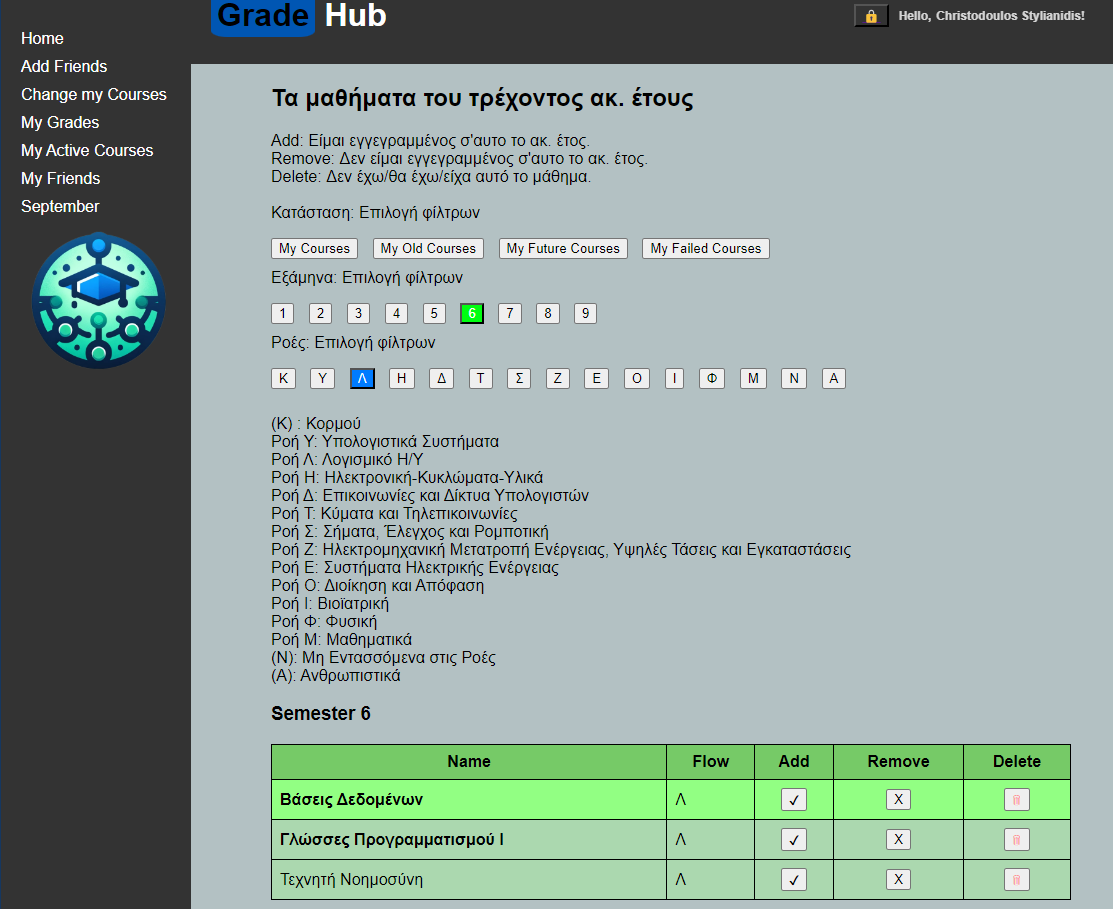 Grade Hub
Hello, Christodoulos Stylianidis!
Home
Add Friends
Change my Courses
My Grades
My Active Courses
My Friends
September
Τα μαθήματα του τρέχοντος ακ. έτους
Add: Είμαι εγγεγραμμένος σ'αυτο το ακ. έτος.
Remove: Δεν είμαι εγγεγραμμένος σ'αυτο το ακ. έτος.
Delete: Δεν έχω/θα έχω/είχα αυτό το μάθημα.
Κατάσταση: Επιλογή φίλτρων
My Courses My Old Courses My Future Courses My Failed Courses
Εξάμηνα: Επιλογή φίλτρων
1 2 3 4 5 6 7 8 9
Ροές: Επιλογή φίλτρων
Κ Υ Λ Η Δ Τ Σ Ζ Ε Ο Ι Φ Μ Ν Α
(Κ) : Κορμού
Ροή Υ: Υπολογιστικά Συστήματα
Ροή Λ: Λογισμικό Η/Υ
Ροή Η: Ηλεκτρονική-Κυκλώματα-Υλικά
Ροή Δ: Επικοινωνίες και Δίκτυα Υπολογιστών
Ροή Τ: Κύματα και Τηλεπικοινωνίες
Ροή Σ: Σήματα, Έλεγχος και Ρομποτική
Ροή Ζ: Ηλεκτρομηχανική Μετατροπή Ενέργειας, Υψηλές Τάσεις και Εγκαταστάσεις
Ροή Ε: Συστήματα Ηλεκτρικής Ενέργειας
Ροή Ο: Διοίκηση και Απόφαση
Ροή Ι: Βιοϊατρική
Ροή Φ: Φυσική
Ροή Μ: Μαθηματικά
(Ν): Μη Εντασσόμενα στις Ροές
(Α): Ανθρωπιστικά
Semester 6
Name Flow Add Remove Delete
Βάσεις Δεδομένων Λ ✓ X
Γλώσσες Προγραμματισμού Ι Λ ✓ X
Τεχνητή Νοημοσύνη Λ ✓ X